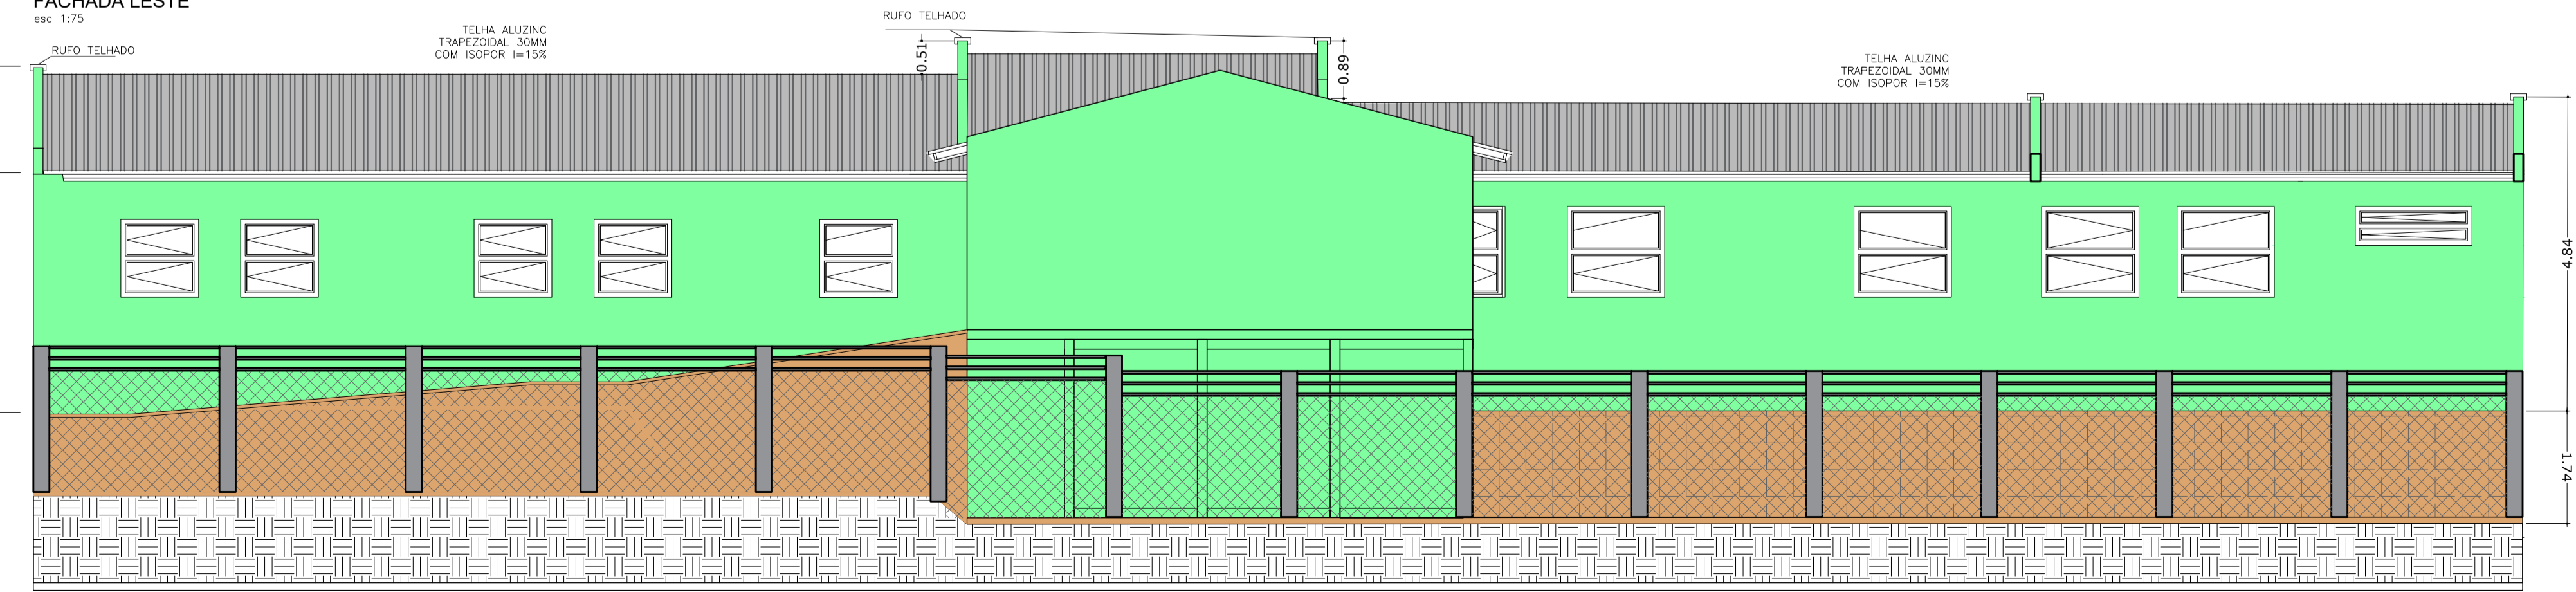 FACHADA LESTE
esc 1:75
RUFO TELHADO
TELHA ALUZINC
TRAPEZOIDAL 30MM
COM ISOPOR I=15%
RUFO TELHADO
0.51
0.89
TELHA ALUZINC
TRAPEZOIDAL 30MM
COM ISOPOR I=15%
4.84
1.74